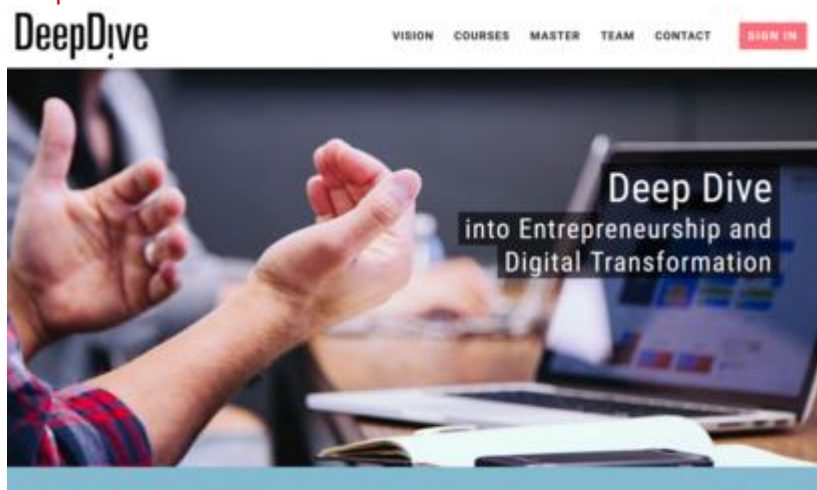 DeepDive
VISION COURSES MASTER TEAM CONTACT SIGN IN
Deep Dive
into Entrepreneurship and
Digital Transformation